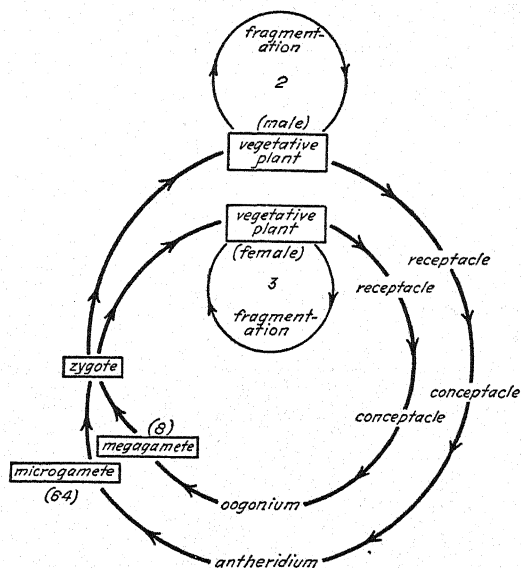 fragment-
ation
2
(male)
vegetative
plant
vegetative
plant
(female)
3
fragment-
ation
receptacle
receptacle
conceptacle
conceptacle
zygote
(8)
megagamete
microgamete
(64)
oogonium
antheridium